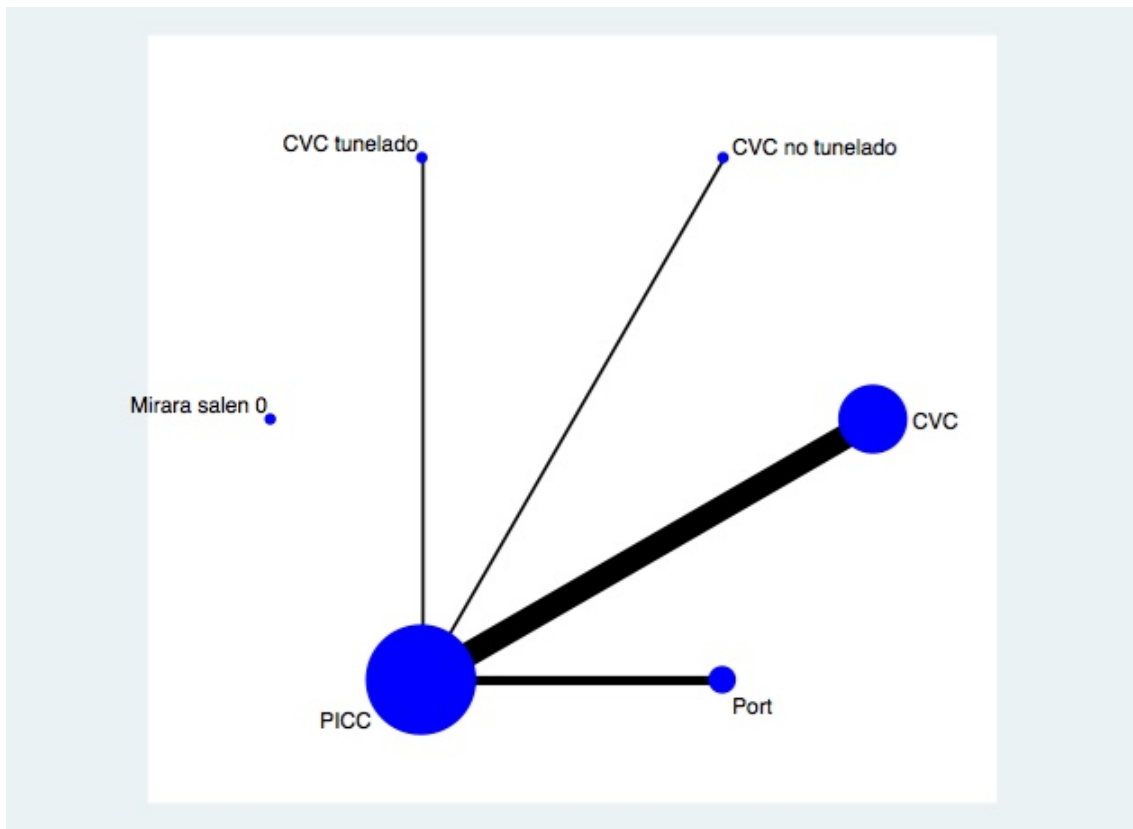 CVC tunelado
CVC no tunelado
Mirara salen 0
CVC
Port
PICC